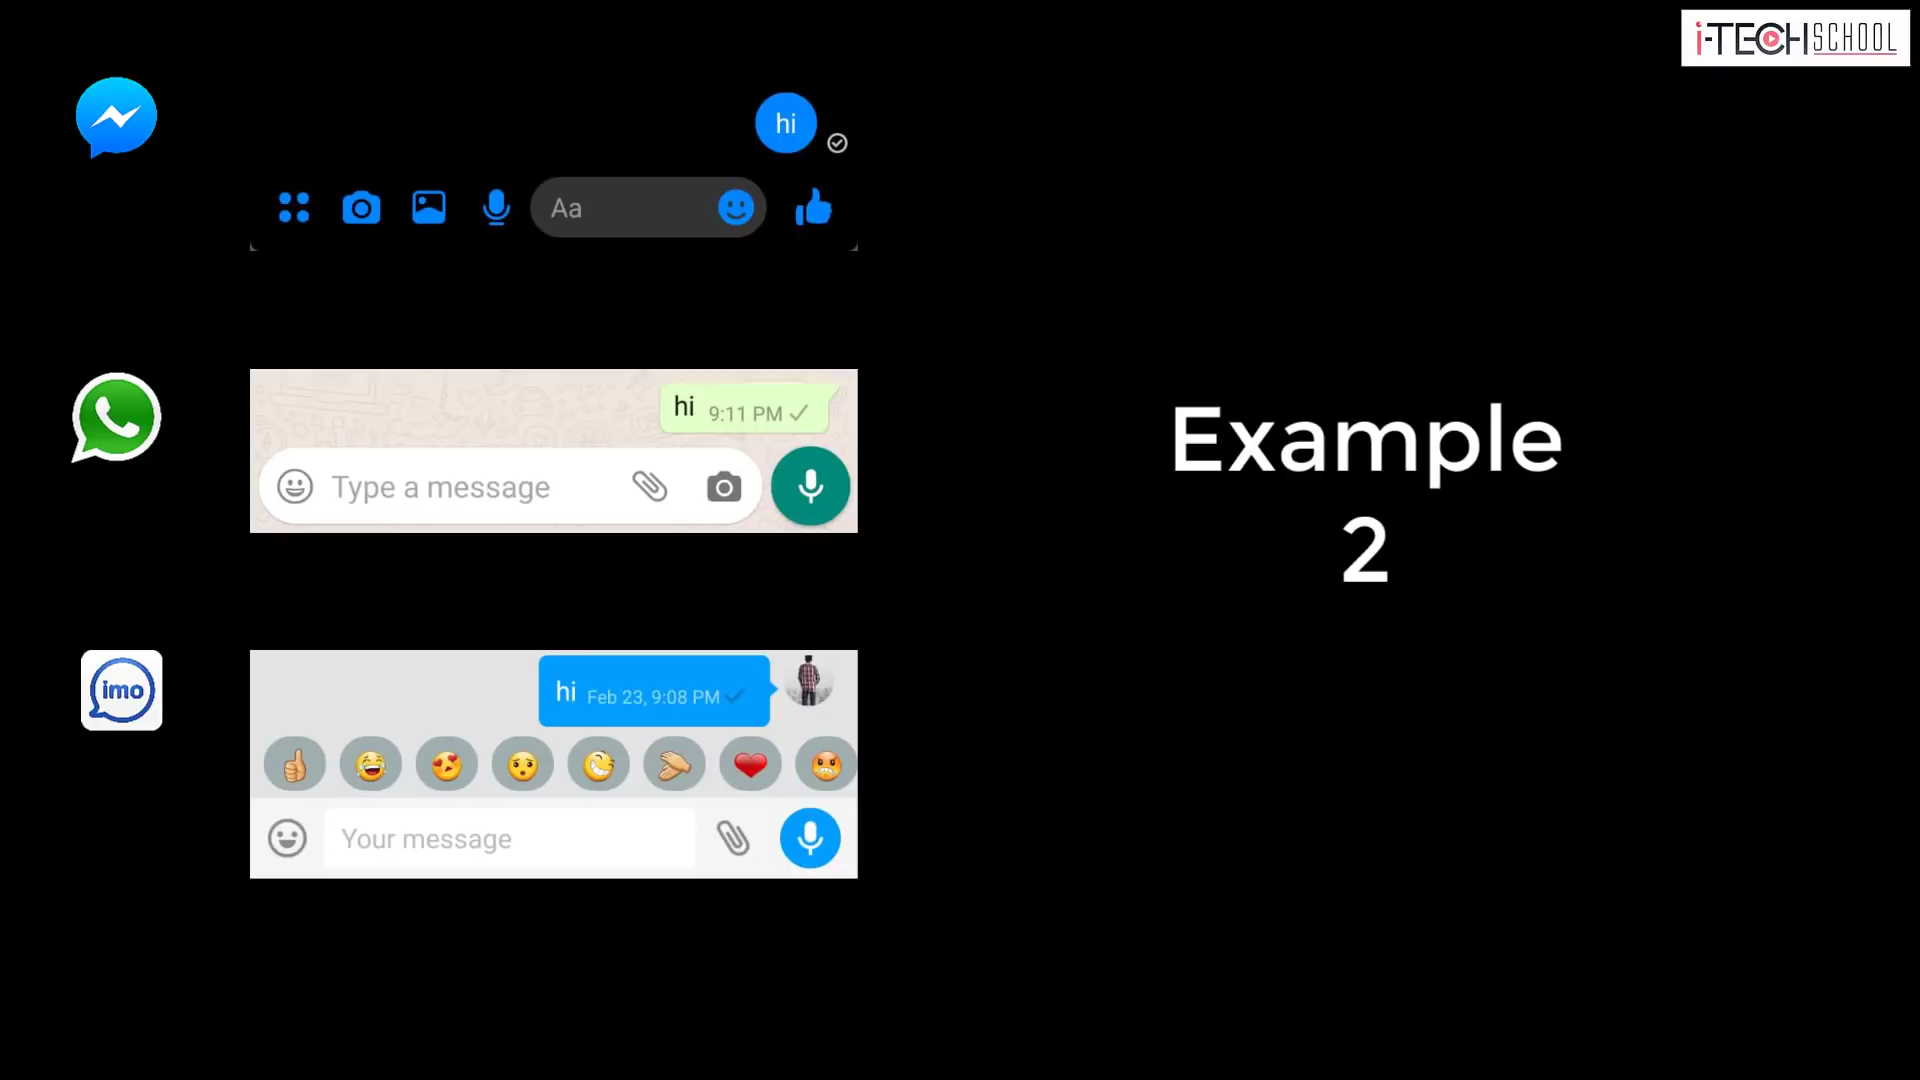 i-TECH SCHOOL
hi
Aa
hi 9:11 PM
Type a message
Example
2
imo
hi Feb 23, 9:08 PM
Your message